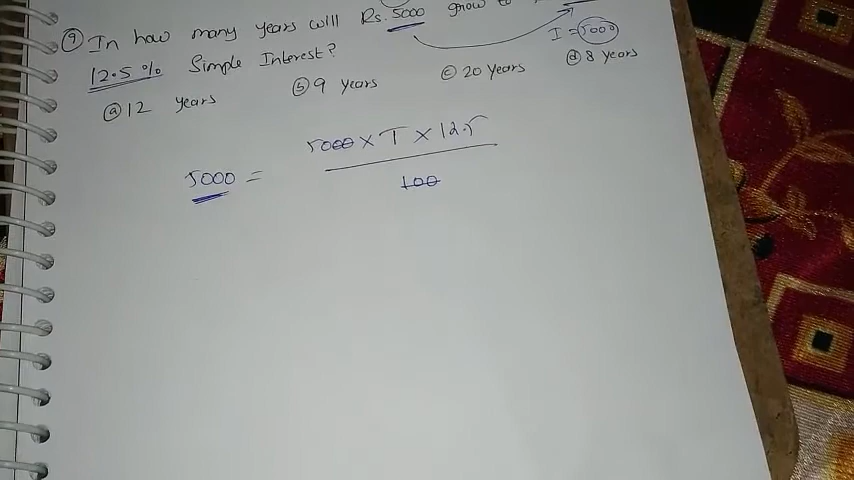 9 In how many years will Rs. 5000 grow to
I = 5000
12.5 % Simple Interest?
a 12 years b 9 years c 20 years d 8 years
5000 = 5000 × T × 12.5
100